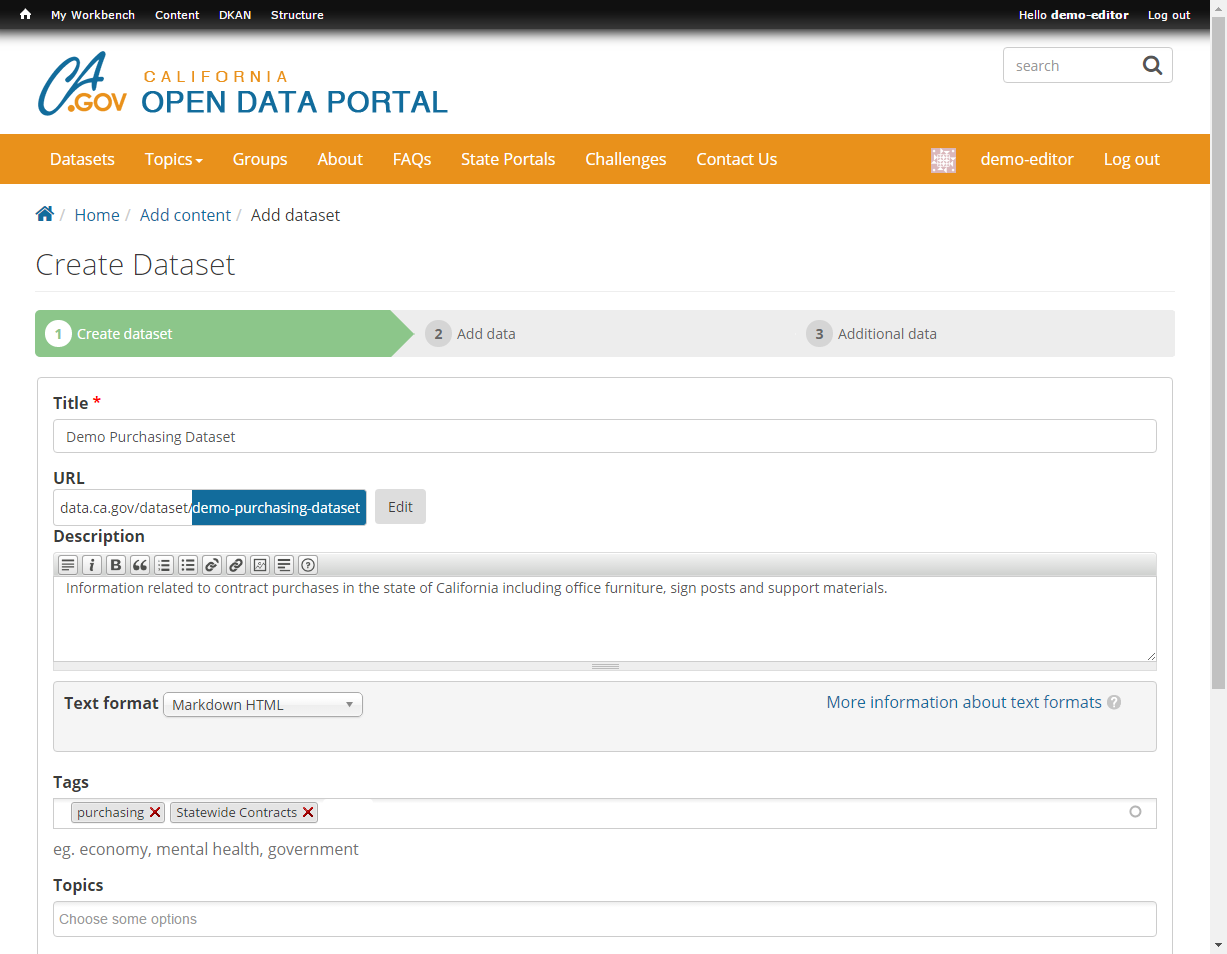 My Workbench Content DKAN Structure Hello demo-editor Log out
CA.GOV CALIFORNIA OPEN DATA PORTAL
search
Datasets Topics Groups About FAQs State Portals Challenges Contact Us demo-editor Log out
/ Home / Add content / Add dataset
Create Dataset
1 Create dataset 2 Add data 3 Additional data
Title *
Demo Purchasing Dataset
URL
data.ca.gov/dataset/demo-purchasing-dataset Edit
Description
Information related to contract purchases in the state of California including office furniture, sign posts and support materials.
Text format Markdown HTML More information about text formats ?
Tags
purchasing Statewide Contracts
eg. economy, mental health, government
Topics
Choose some options